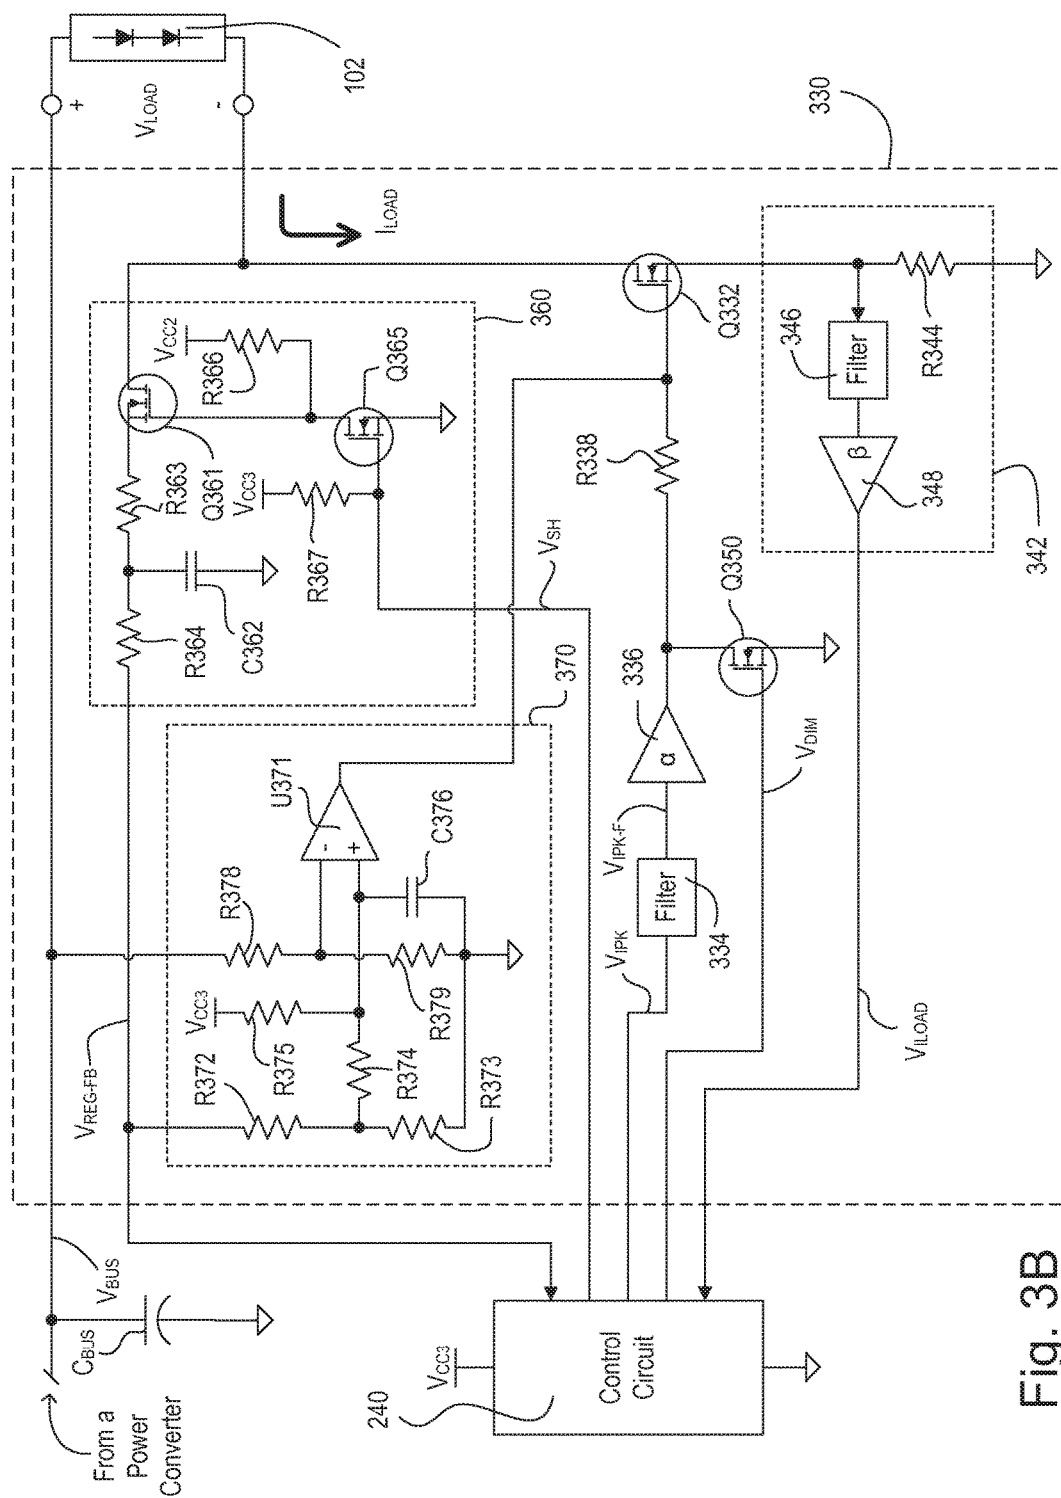 From a
Power
Converter
CBUS
VBUS
VREG-FB
+
VLOAD
-
102
330
ILOAD
360
R364
C362
R363
Q361
VCC2
R366
VCC3
R367
Q365
370
R372
VCC3
R375
R378
R374
R373
R379
U371
-
+
C376
VSH
R338
Q332
VIPK
Filter
334
VIPK-F
α
336
Q350
VDIM
346
Filter
R344
β
348
342
VILOAD
VCC3
240
Control
Circuit
Fig. 3B